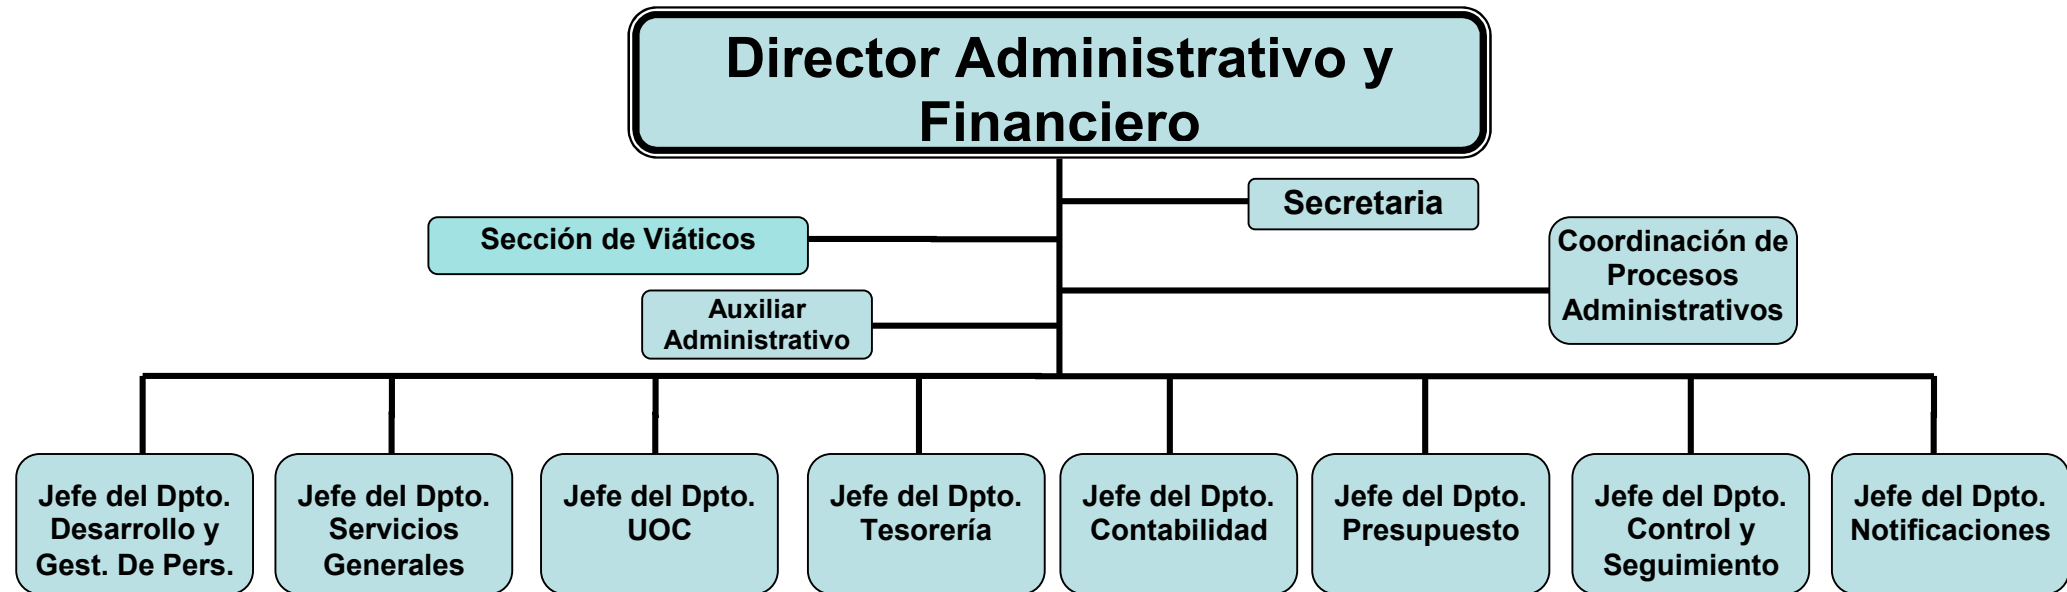 Director Administrativo y
Financiero
Secretaria
Sección de Viáticos
Coordinación de
Procesos
Administrativos
Auxiliar
Administrativo
Jefe del Dpto.
Desarrollo y
Gest. De Pers.
Jefe del Dpto.
Servicios
Generales
Jefe del Dpto.
UOC
Jefe del Dpto.
Tesorería
Jefe del Dpto.
Contabilidad
Jefe del Dpto.
Presupuesto
Jefe del Dpto.
Control y
Seguimiento
Jefe del Dpto.
Notificaciones